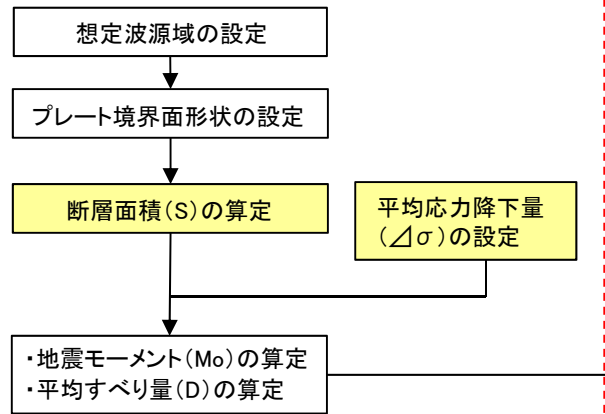 想定波源域の設定
プレート境界面形状の設定
断層面積(S)の算定
平均応力降下量
(⊿σ)の設定
・地震モーメント(Mo)の算定
・平均すべり量(D)の算定